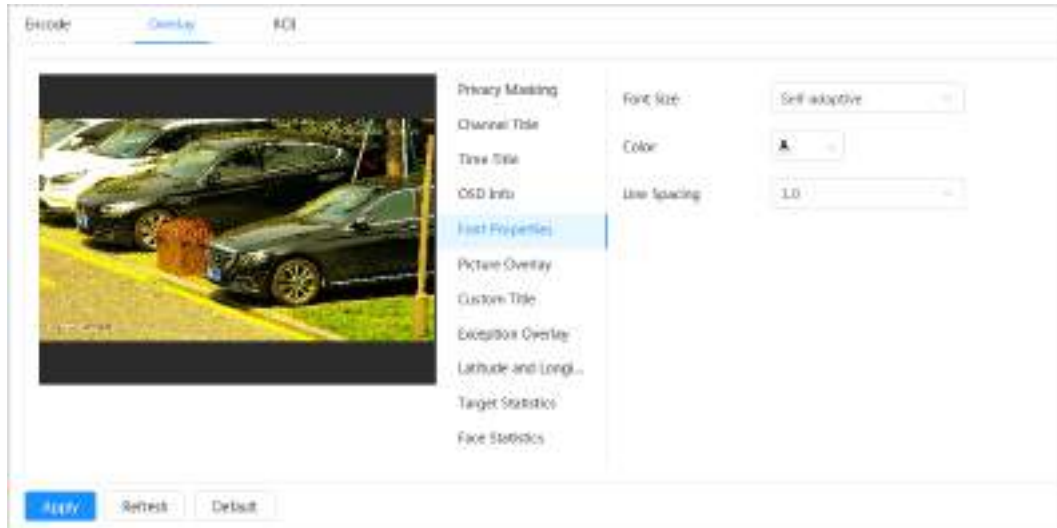 Encode Overlay ROI
Privacy Masking
Channel Title
Time Title
OSD Info
Font Properties
Picture Overlay
Custom Title
Exception Overlay
Latitude and Longi...
Target Statistics
Face Statistics
Font Size Self-adaptive
Color A
Line Spacing 1.0
Apply Refresh Default